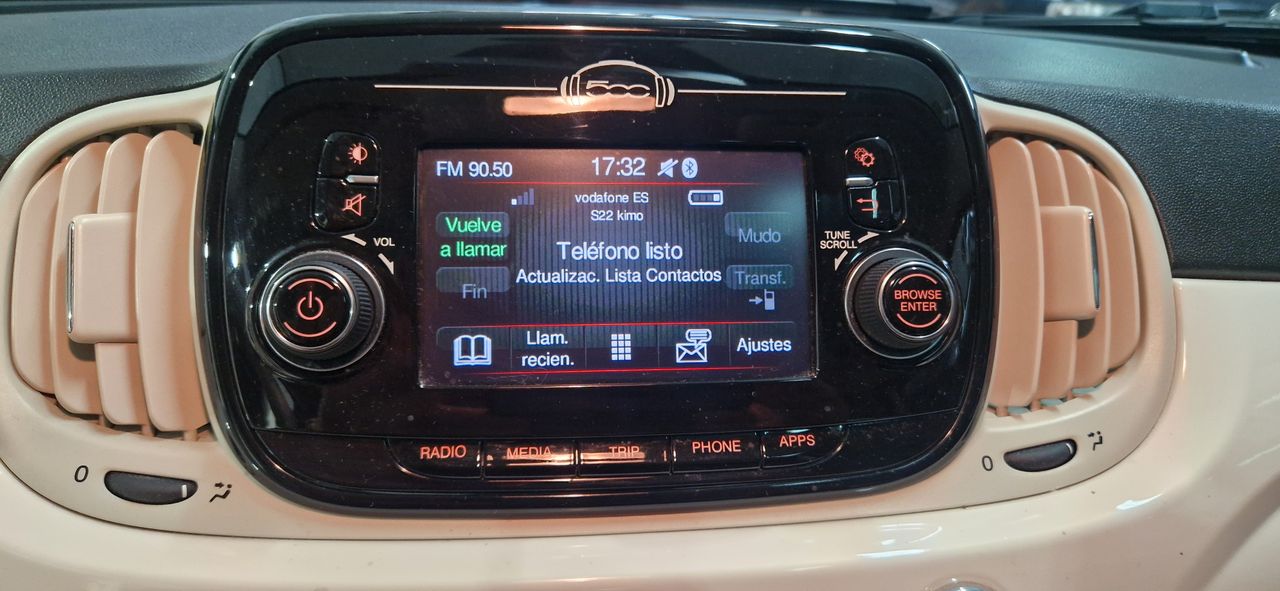 500
FM 90.50
17:32
vodafone ES
S22 kimo
Vuelve
a llamar
Teléfono listo
Mudo
Actualizac. Lista Contactos
Fin
Transf.
Llam.
recien.
Ajustes
VOL
TUNE
SCROLL
BROWSE
ENTER
RADIO
MEDIA
TRIP
PHONE
APPS
0
0